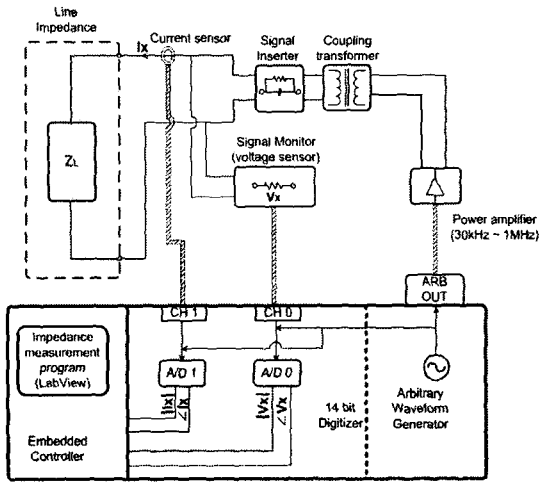 Line
Impedance
Ix
Current sensor
Signal
Inserter
Coupling
transformer
ZL
Signal Monitor
(voltage sensor)
Vx
Power amplifier
(30kHz ~ 1MHz)
ARB
OUT
CH 1
CH 0
Impedance
measurement
program
(LabView)
A/D 1
A/D 0
|Ix|
∠Ix
|Vx|
∠Vx
14 bit
Digitizer
Arbitrary
Waveform
Generator
Embedded
Controller